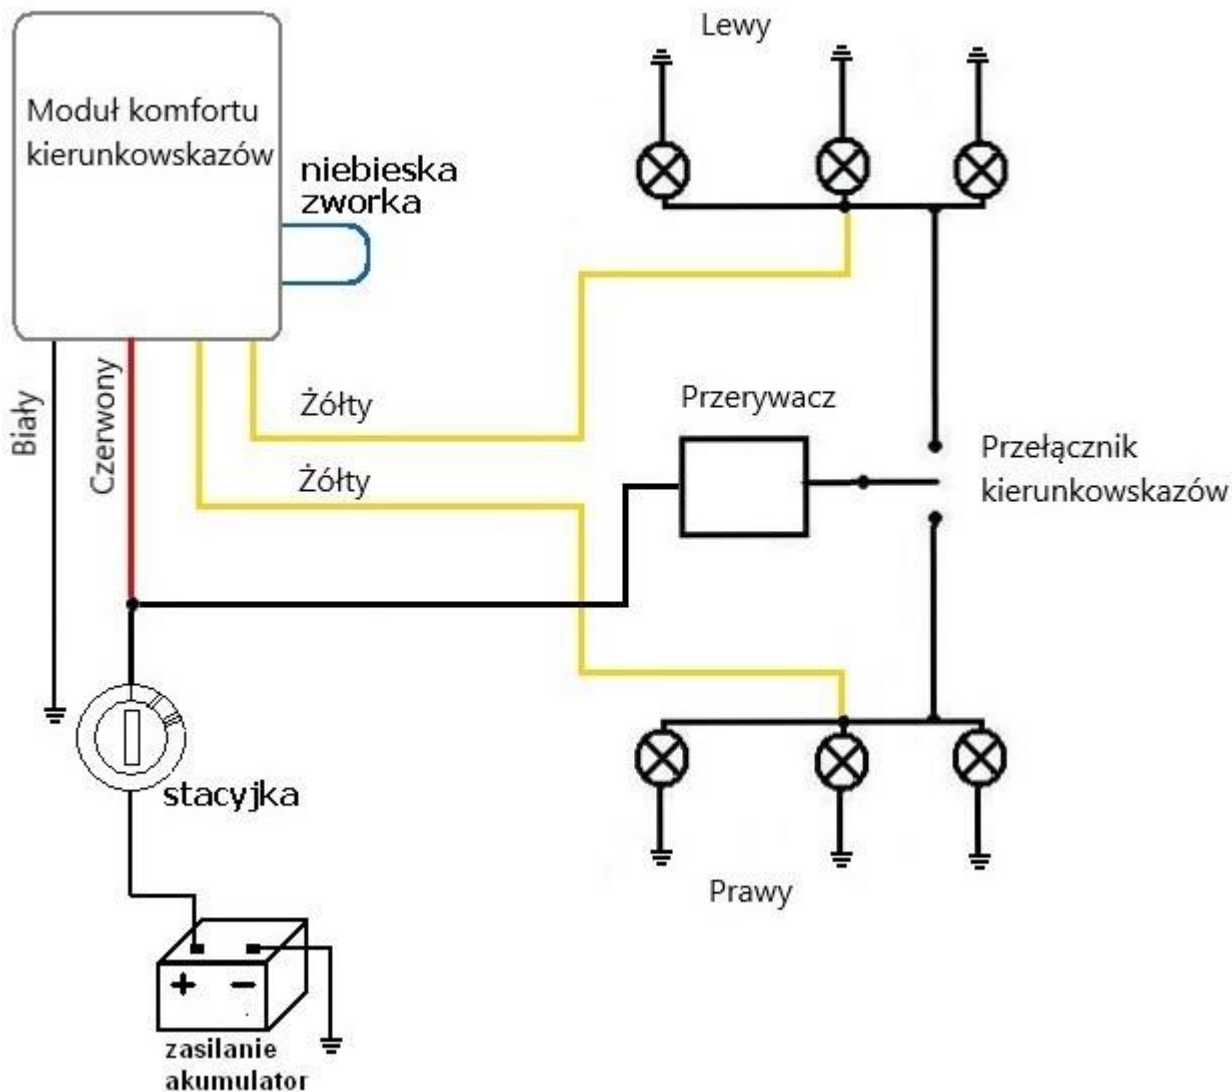 Lewy
Moduł komfortu
kierunkowskazów
niebieska
zworka
Biały
Czerwony
Żółty
Żółty
Przerywacz
Przełącznik
kierunkowskazów
stacyjka
Prawy
+ −
zasilanie
akumulator